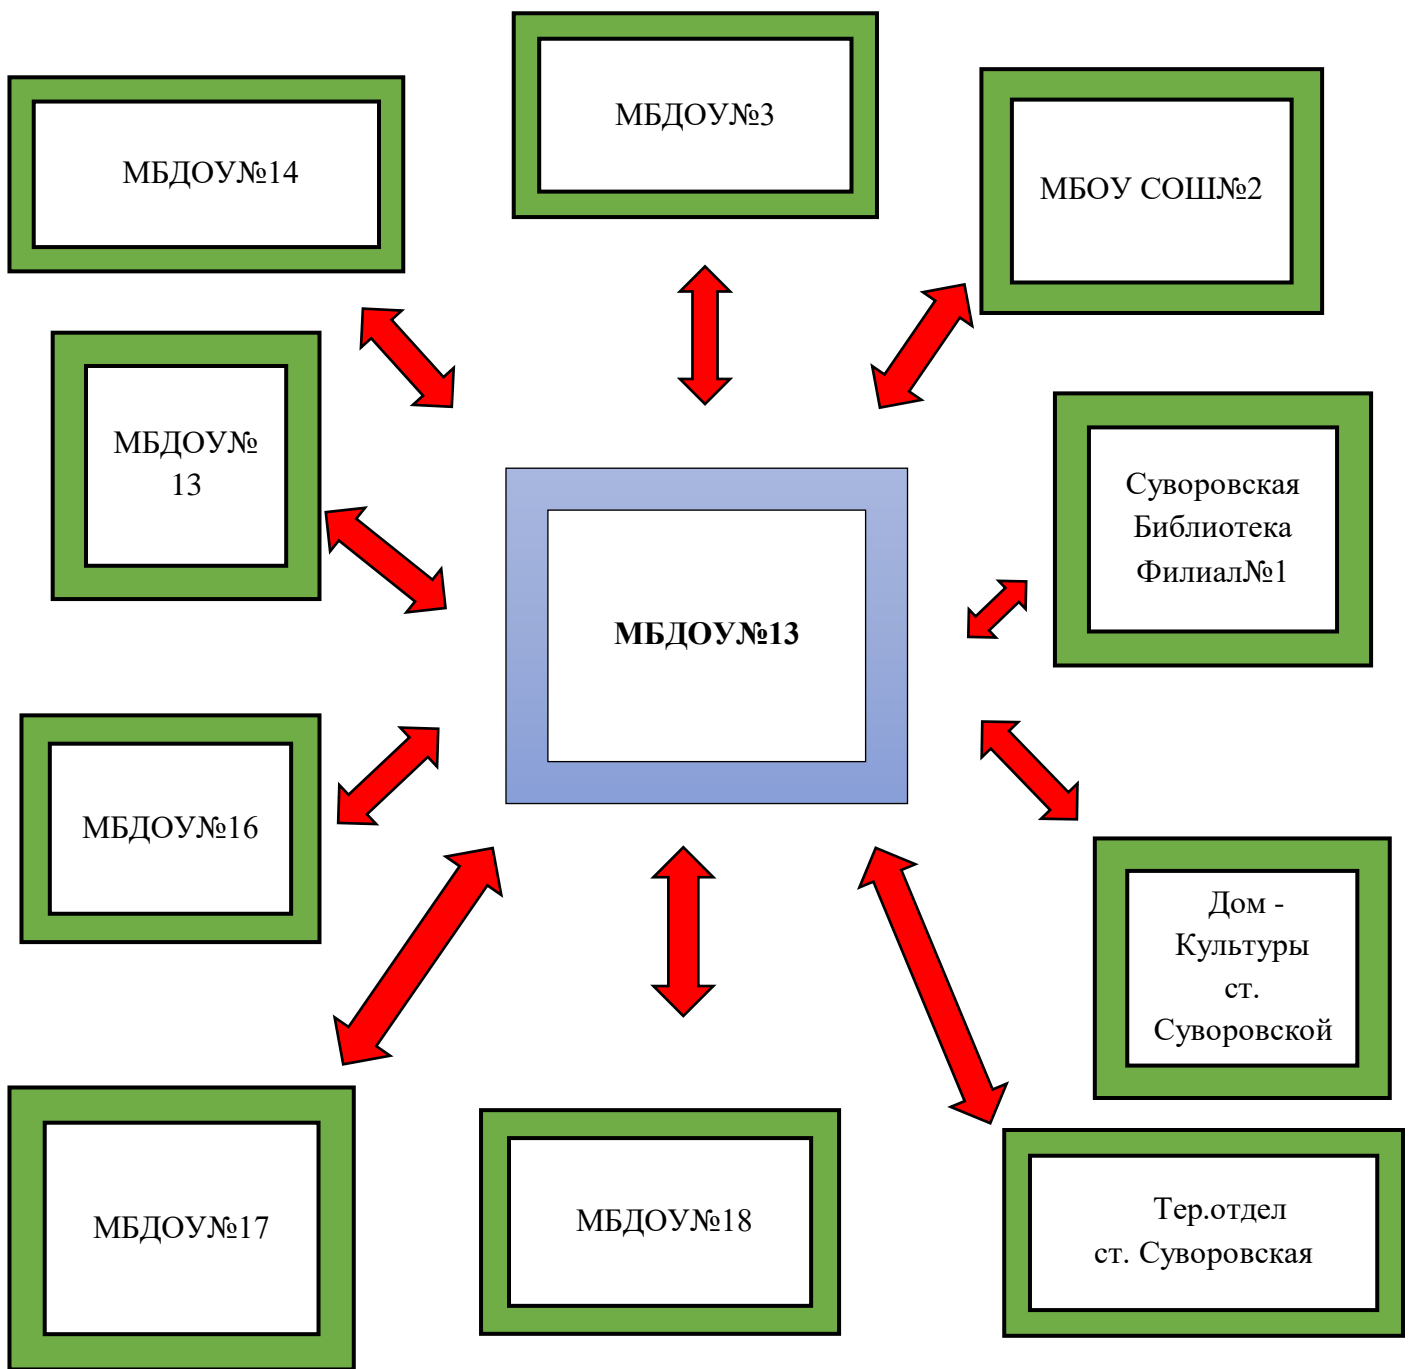 МБДОУ№3
МБДОУ№14
МБОУ СОШ№2
МБДОУ№
13
Суворовская
Библиотека
Филиал№1
МБДОУ№13
МБДОУ№16
Дом -
Культуры
ст.
Суворовской
МБДОУ№17
МБДОУ№18
Тер.отдел
ст. Суворовская